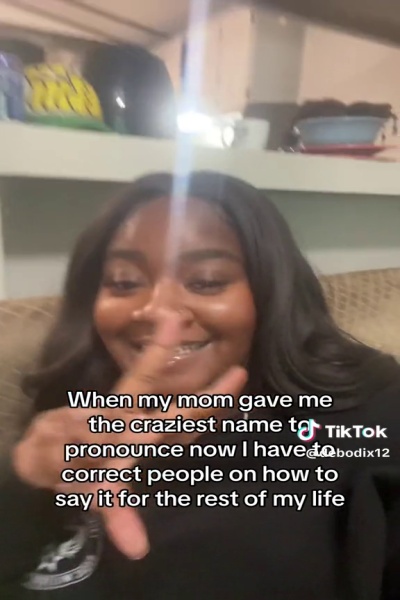 When my mom gave me
the craziest name to
pronounce now I have to
correct people on how to
say it for the rest of my life
TikTok
@debodix12